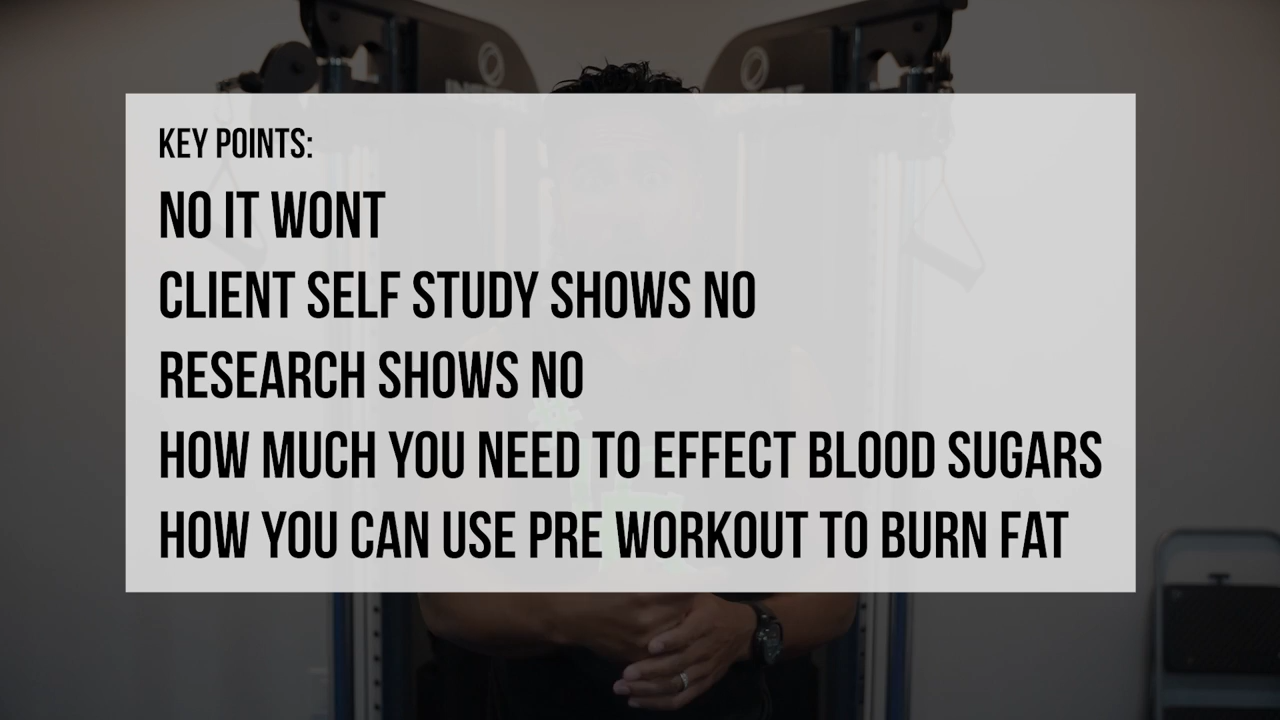 KEY POINTS:
NO IT WONT
CLIENT SELF STUDY SHOWS NO
RESEARCH SHOWS NO
HOW MUCH YOU NEED TO EFFECT BLOOD SUGARS
HOW YOU CAN USE PRE WORKOUT TO BURN FAT